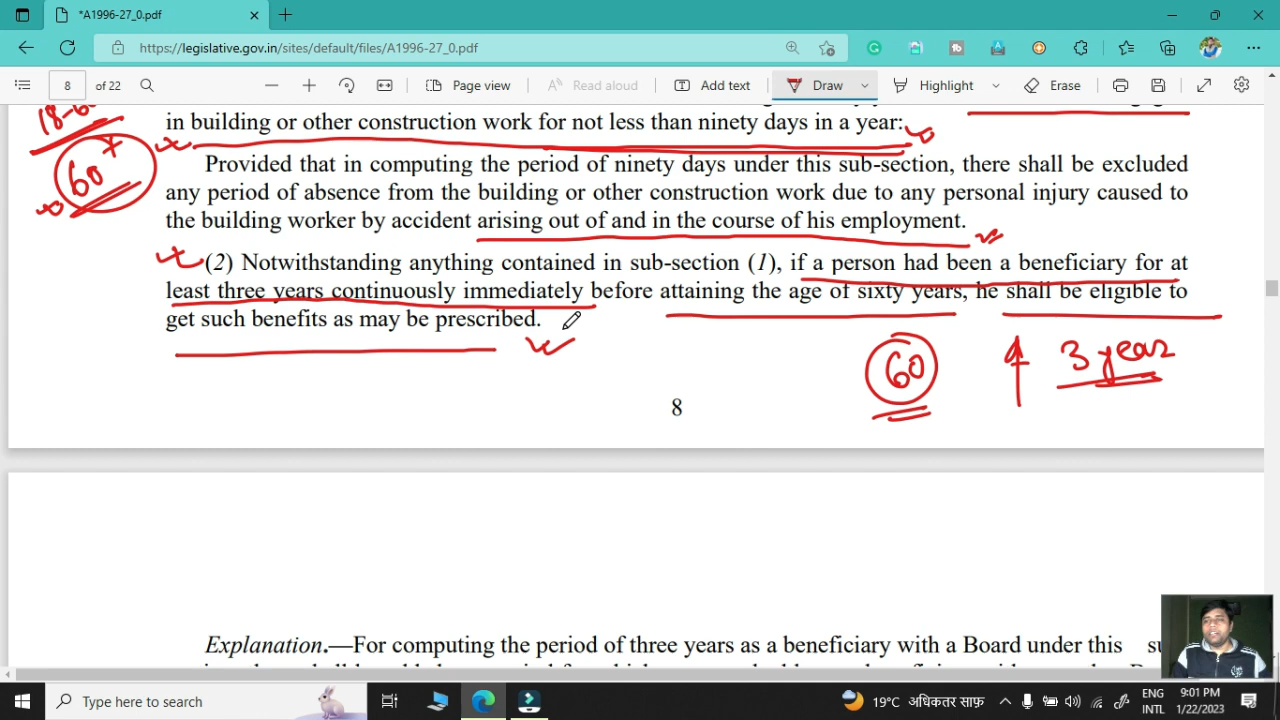 *A1996-27_0.pdf
https://legislative.gov.in/sites/default/files/A1996-27_0.pdf
8 of 22 Page view Read aloud Add text Draw Highlight Erase
18-60
in building or other construction work for not less than ninety days in a year:
60+
Provided that in computing the period of ninety days under this sub-section, there shall be excluded
any period of absence from the building or other construction work due to any personal injury caused to
the building worker by accident arising out of and in the course of his employment.
(2) Notwithstanding anything contained in sub-section (1), if a person had been a beneficiary for at
least three years continuously immediately before attaining the age of sixty years, he shall be eligible to
get such benefits as may be prescribed.
60 3 year
8
Explanation.—For computing the period of three years as a beneficiary with a Board under this
Type here to search
19°C अधिकतर साफ़
ENG
INTL
9:01 PM
1/22/2023